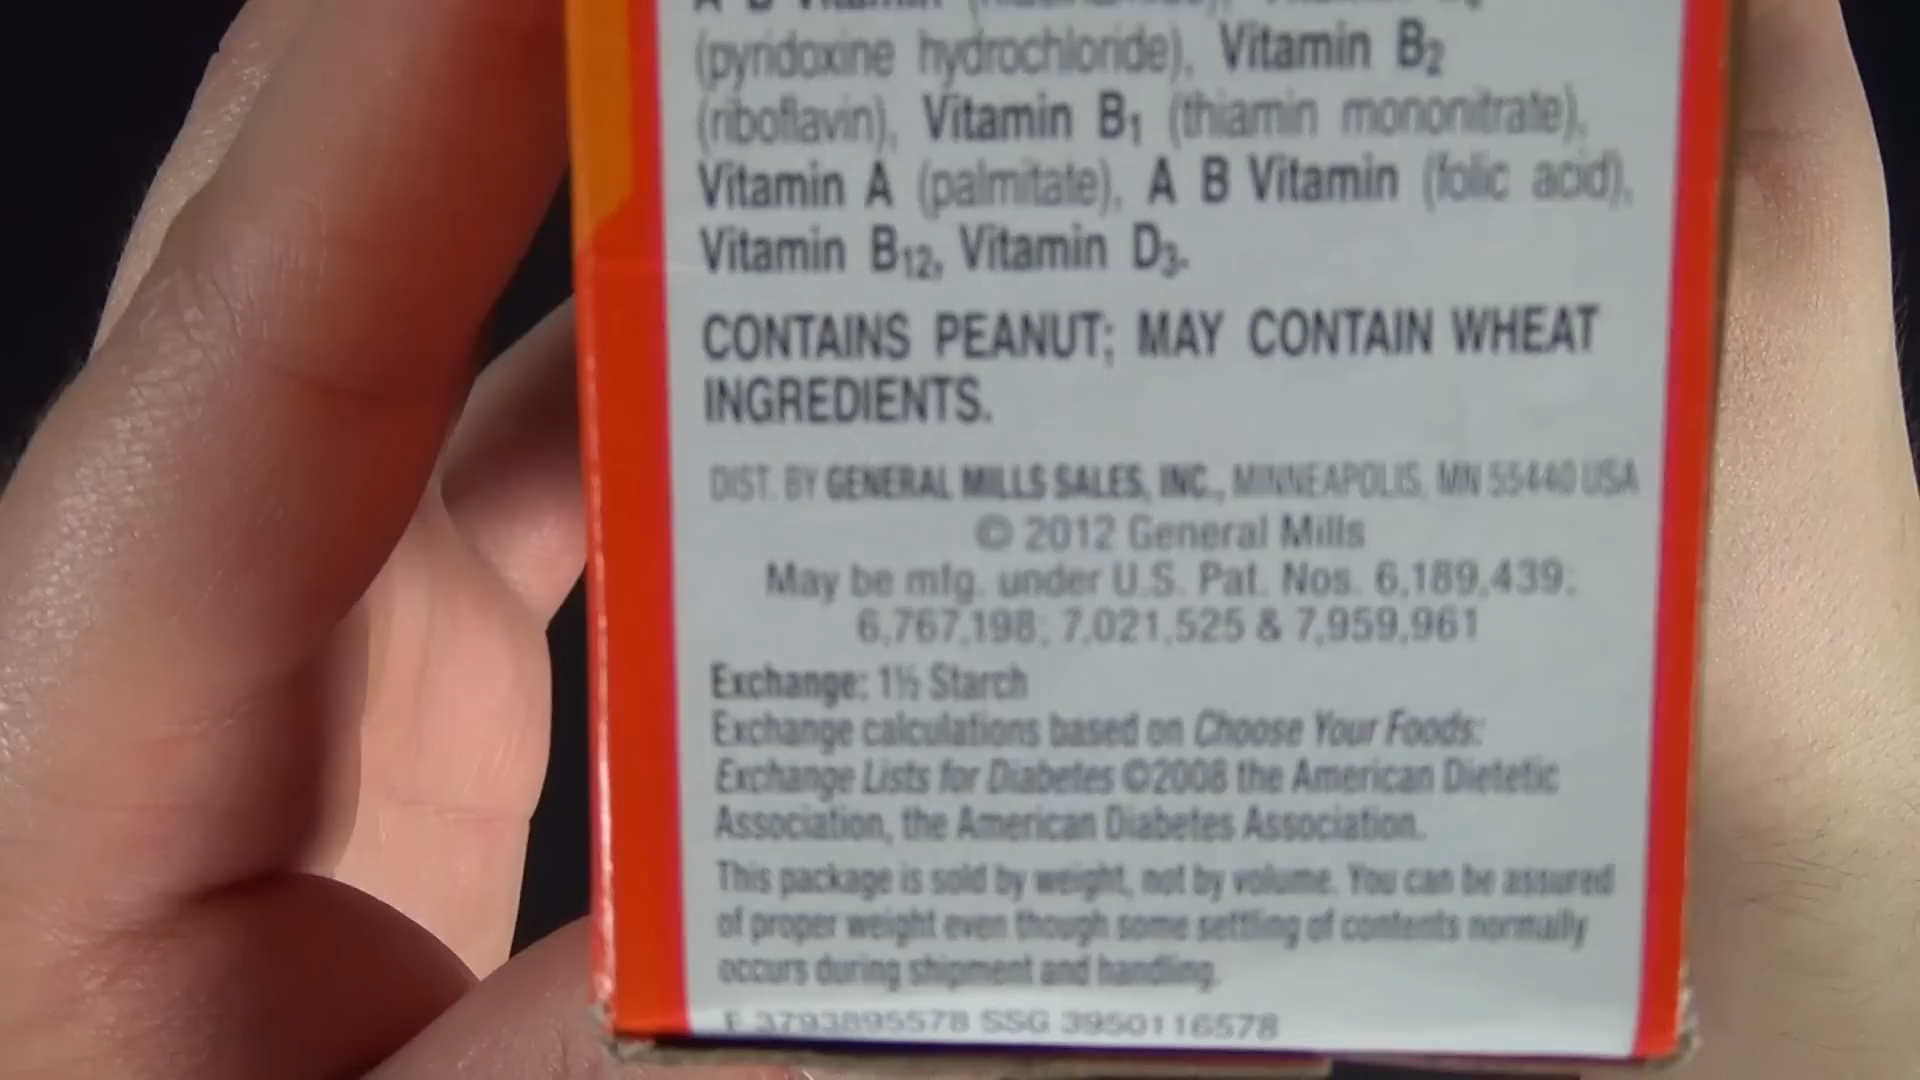 A B Vitamin (niacinamide), Vitamin B6
(pyridoxine hydrochloride), Vitamin B2
(riboflavin), Vitamin B1 (thiamin mononitrate),
Vitamin A (palmitate), A B Vitamin (folic acid),
Vitamin B12, Vitamin D3.
CONTAINS PEANUT; MAY CONTAIN WHEAT
INGREDIENTS.
DIST. BY GENERAL MILLS SALES, INC., MINNEAPOLIS, MN 55440 USA
© 2012 General Mills
May be mfg. under U.S. Pat. Nos. 6,189,439;
6,767,198; 7,021,525 & 7,959,961
Exchange: 1½ Starch
Exchange calculations based on Choose Your Foods:
Exchange Lists for Diabetes ©2008 the American Dietetic
Association, the American Diabetes Association.
This package is sold by weight, not by volume. You can be assured
of proper weight even though some settling of contents normally
occurs during shipment and handling.
F 3793895578 SSG 3950116578